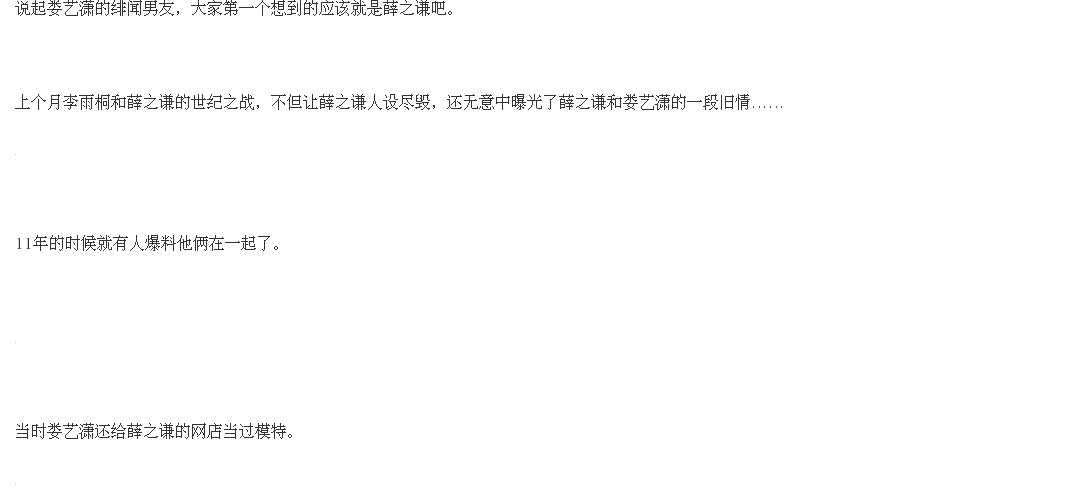 说起娄艺潇的绯闻男友，大家第一个想到的应该就是薛之谦吧。
上个月李雨桐和薛之谦的世纪之战，不但让薛之谦人设尽毁，还无意中曝光了薛之谦和娄艺潇的一段旧情……
11年的时候就有人爆料他俩在一起了。
当时娄艺潇还给薛之谦的网店当过模特。